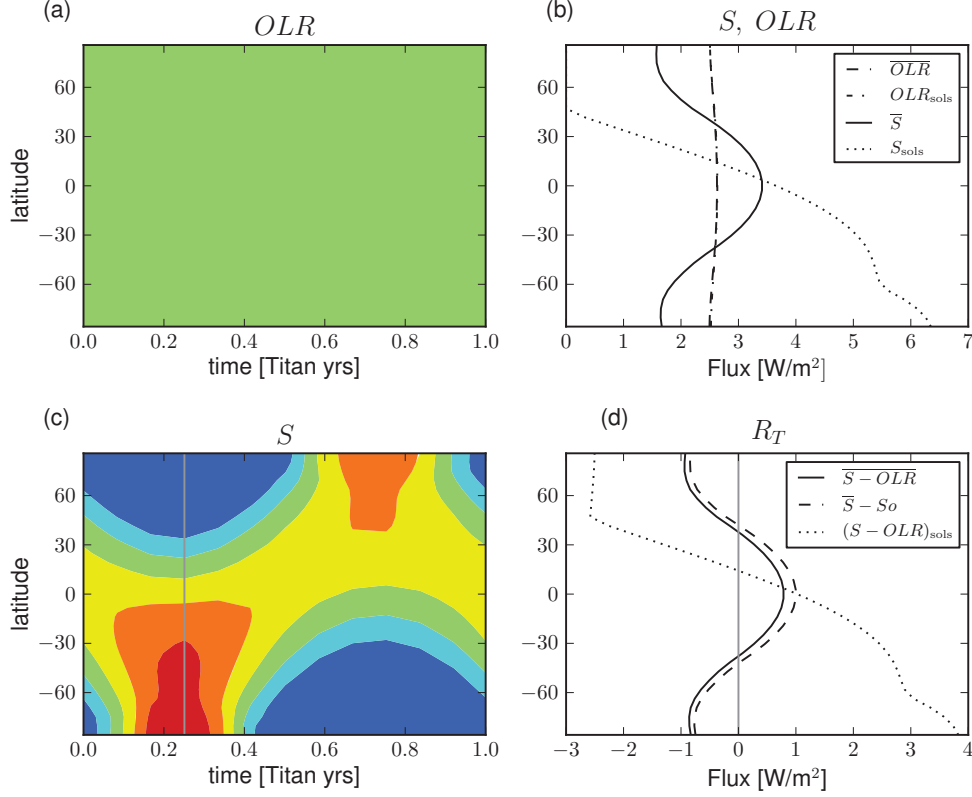 (a)
OLR
60
30
0
−30
−60
latitude
0.0 0.2 0.4 0.6 0.8 1.0
time [Titan yrs]
(b)
S, OLR
60
30
0
−30
−60
0 1 2 3 4 5 6 7
Flux [W/m²]
OLR
OLR_sols
S
S_sols
(c)
S
60
30
0
−30
−60
latitude
0.0 0.2 0.4 0.6 0.8 1.0
time [Titan yrs]
(d)
R_T
60
30
0
−30
−60
−3 −2 −1 0 1 2 3 4
Flux [W/m²]
S − OLR
S − So
(S − OLR)_sols